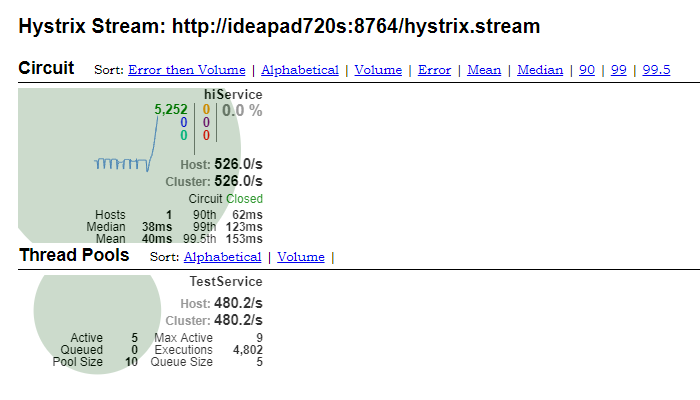 Hystrix Stream: http://ideapad720s:8764/hystrix.stream
Circuit Sort: Error then Volume | Alphabetical | Volume | Error | Mean | Median | 90 | 99 | 99.5
hiService
5,252 0 0.0 %
0 0
0 0
Host: 526.0/s
Cluster: 526.0/s
Circuit Closed
Hosts 1 90th 62ms
Median 38ms 99th 123ms
Mean 40ms 99.5th 153ms
Thread Pools Sort: Alphabetical | Volume |
TestService
Host: 480.2/s
Cluster: 480.2/s
Active 5 Max Active 9
Queued 0 Executions 4,802
Pool Size 10 Queue Size 5